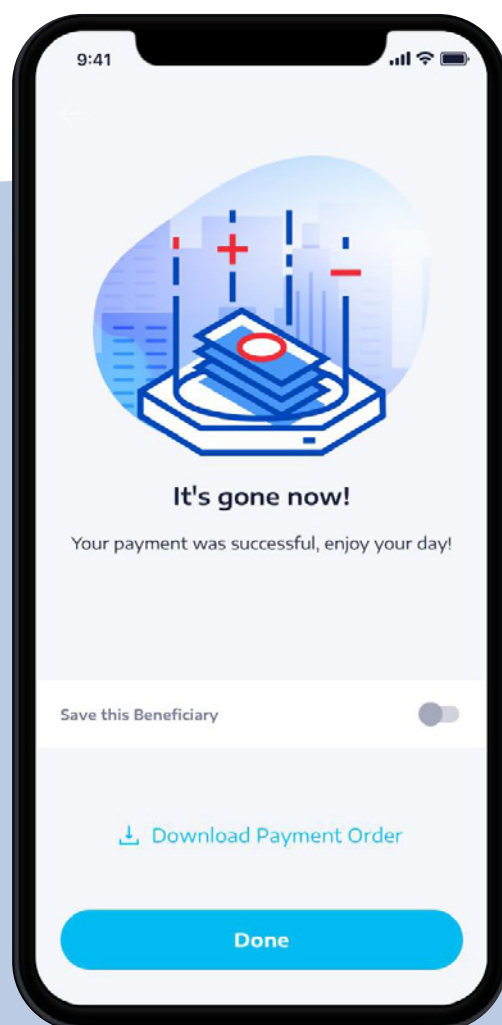 9:41
It's gone now!
Your payment was successful, enjoy your day!
Save this Beneficiary
Download Payment Order
Done